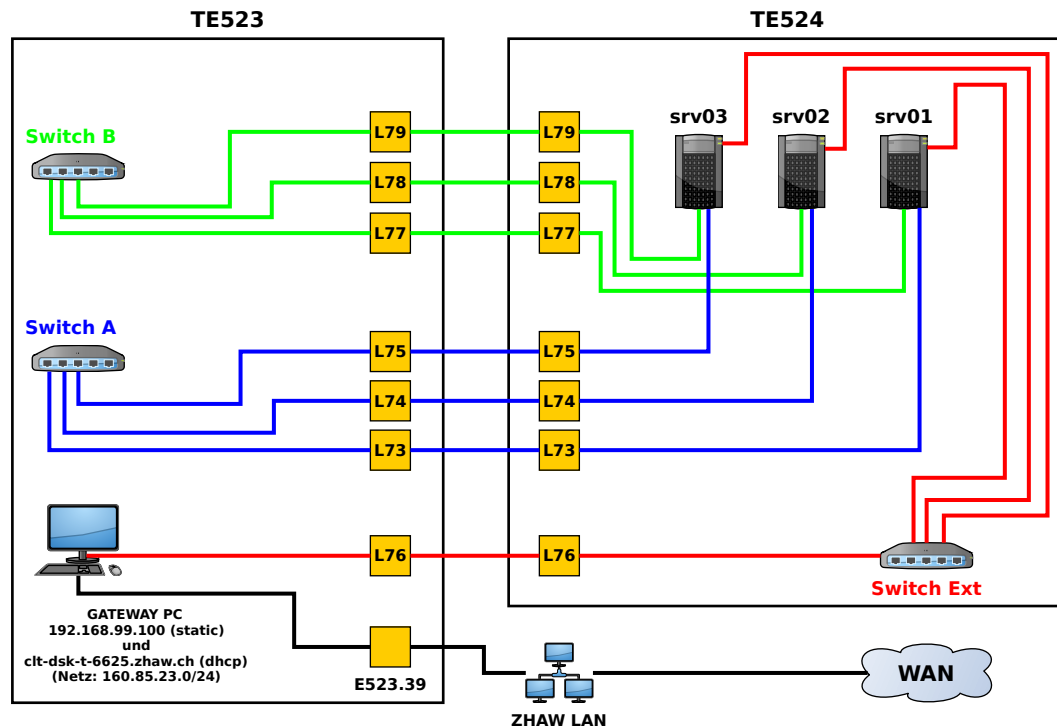 TE523
TE524
Switch B
L79
L79
srv03
srv02
srv01
L78
L78
L77
L77
Switch A
L75
L75
L74
L74
L73
L73
L76
L76
Switch Ext
GATEWAY PC
192.168.99.100 (static)
und
clt-dsk-t-6625.zhaw.ch (dhcp)
(Netz: 160.85.23.0/24)
E523.39
WAN
ZHAW LAN